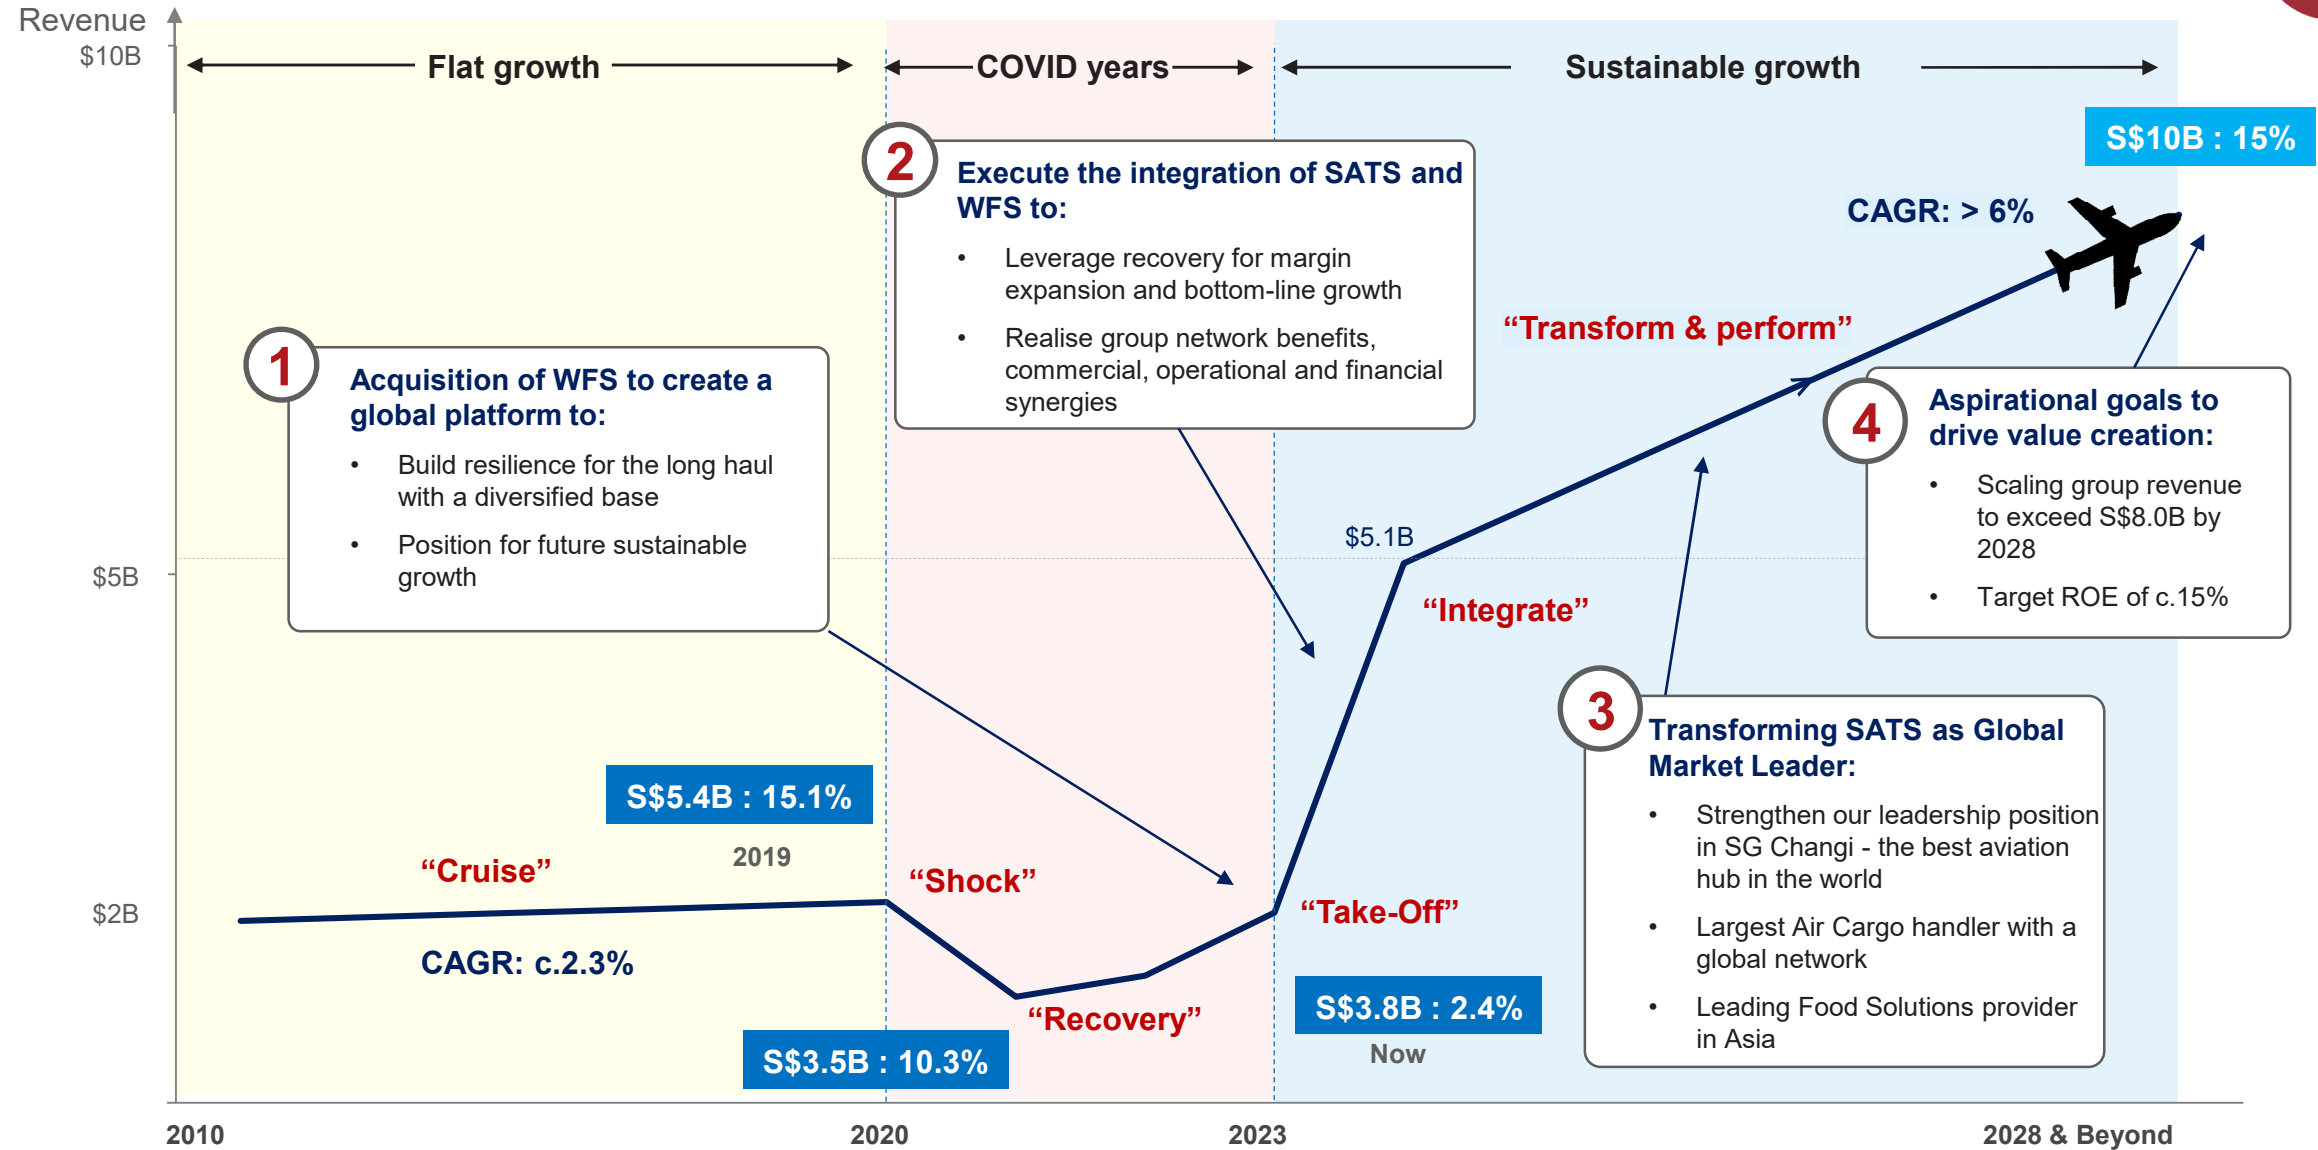 Revenue
$10B
Flat growth
COVID years
Sustainable growth
S$10B : 15%
CAGR: > 6%
2
Execute the integration of SATS and
WFS to:
• Leverage recovery for margin
expansion and bottom-line growth
• Realise group network benefits,
commercial, operational and financial
synergies
“Transform & perform”
1
Acquisition of WFS to create a
global platform to:
• Build resilience for the long haul
with a diversified base
• Position for future sustainable
growth
4
Aspirational goals to
drive value creation:
• Scaling group revenue
to exceed S$8.0B by
2028
• Target ROE of c.15%
$5.1B
$5B
“Integrate”
3
Transforming SATS as Global
Market Leader:
• Strengthen our leadership position
in SG Changi - the best aviation
hub in the world
• Largest Air Cargo handler with a
global network
• Leading Food Solutions provider
in Asia
S$5.4B : 15.1%
2019
“Cruise”
“Shock”
“Take-Off”
$2B
CAGR: c.2.3%
“Recovery”
S$3.8B : 2.4%
Now
S$3.5B : 10.3%
2010
2020
2023
2028 & Beyond